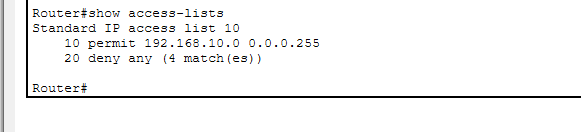 Router#show access-lists
Standard IP access list 10
    10 permit 192.168.10.0 0.0.0.255
    20 deny any (4 match(es))
Router#